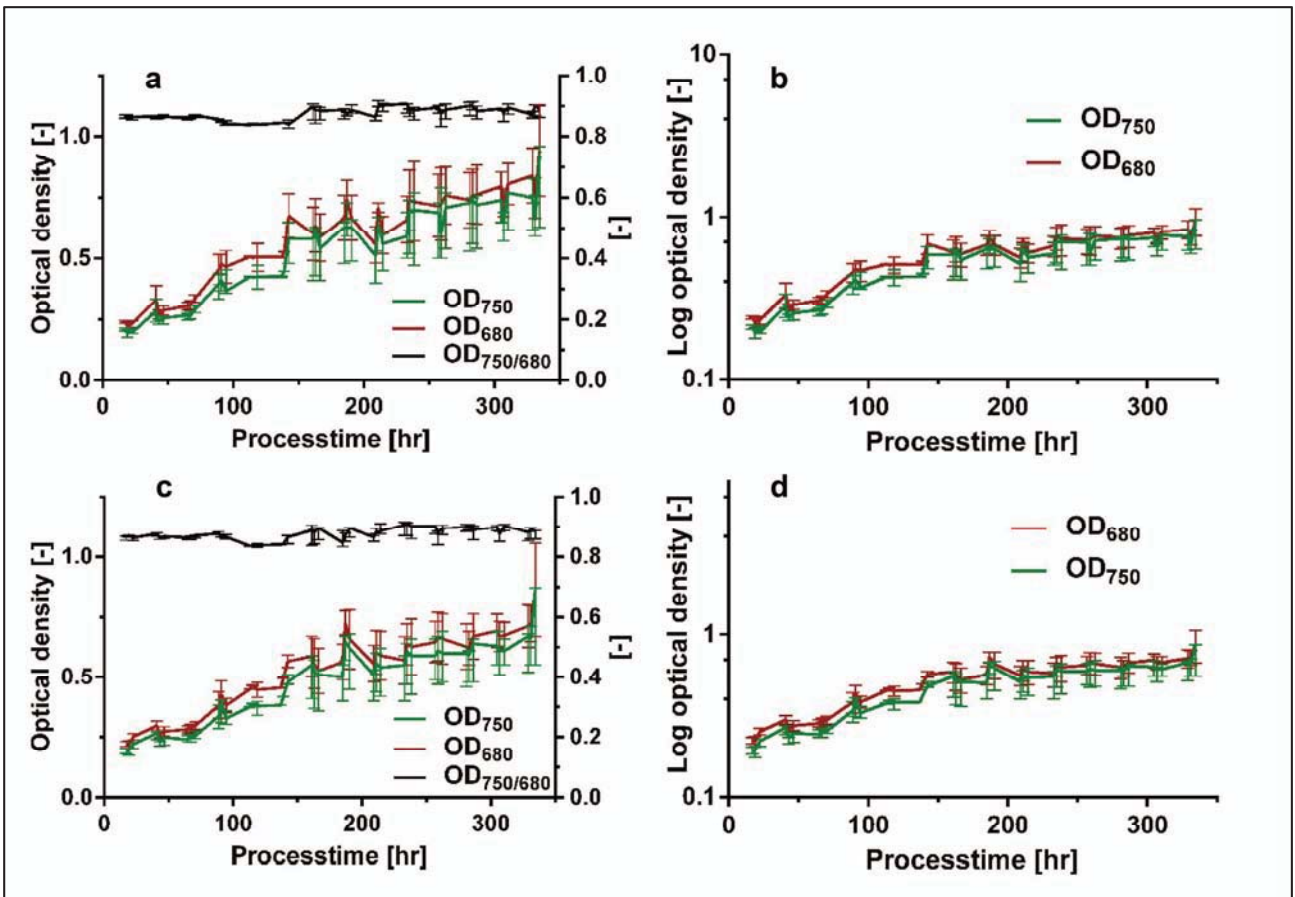 a
Optical density [-]
1.0
0.5
0.0
1.0
0.8
0.6
0.4
0.2
0.0
[-]
OD750
OD680
OD750/680
0 100 200 300
Processtime [hr]
b
Log optical density [-]
10
1
0.1
OD750
OD680
0 100 200 300
Processtime [hr]
c
Optical density [-]
1.0
0.5
0.0
1.0
0.8
0.6
0.4
0.2
0.0
[-]
OD750
OD680
OD750/680
0 100 200 300
Processtime [hr]
d
Log optical density [-]
1
0.1
OD680
OD750
0 100 200 300
Processtime [hr]